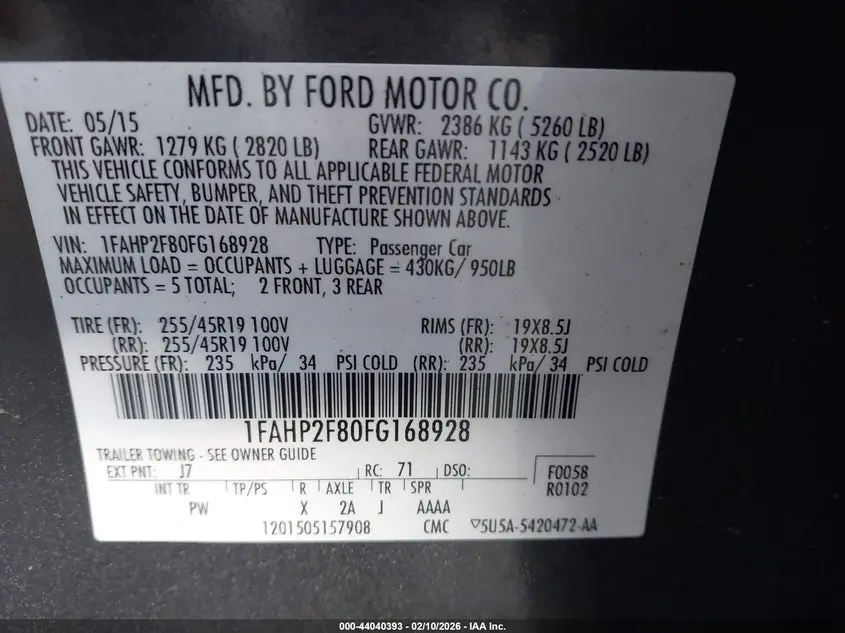 MFD. BY FORD MOTOR CO.
DATE: 05/15 GVWR: 2386 KG ( 5260 LB)
FRONT GAWR: 1279 KG ( 2820 LB) REAR GAWR: 1143 KG ( 2520 LB)
THIS VEHICLE CONFORMS TO ALL APPLICABLE FEDERAL MOTOR
VEHICLE SAFETY, BUMPER, AND THEFT PREVENTION STANDARDS
IN EFFECT ON THE DATE OF MANUFACTURE SHOWN ABOVE.
VIN: 1FAHP2F80FG168928 TYPE: Passenger Car
MAXIMUM LOAD = OCCUPANTS + LUGGAGE = 430KG/ 950LB
OCCUPANTS = 5 TOTAL; 2 FRONT, 3 REAR
TIRE (FR): 255/45R19 100V RIMS (FR): 19X8.5J
(RR): 255/45R19 100V (RR): 19X8.5J
PRESSURE (FR): 235 kPa/ 34 PSI COLD (RR): 235 kPa/ 34 PSI COLD
1FAHP2F80FG168928
TRAILER TOWING - SEE OWNER GUIDE
EXT PNT: J7 RC: 71 DSO: F0058
INT TR TP/PS R AXLE TR SPR R0102
PW X 2A J AAAA
1201505157908 CMC ▽5U5A-5420472-AA
000-44040393 - 02/10/2026 - IAA Inc.